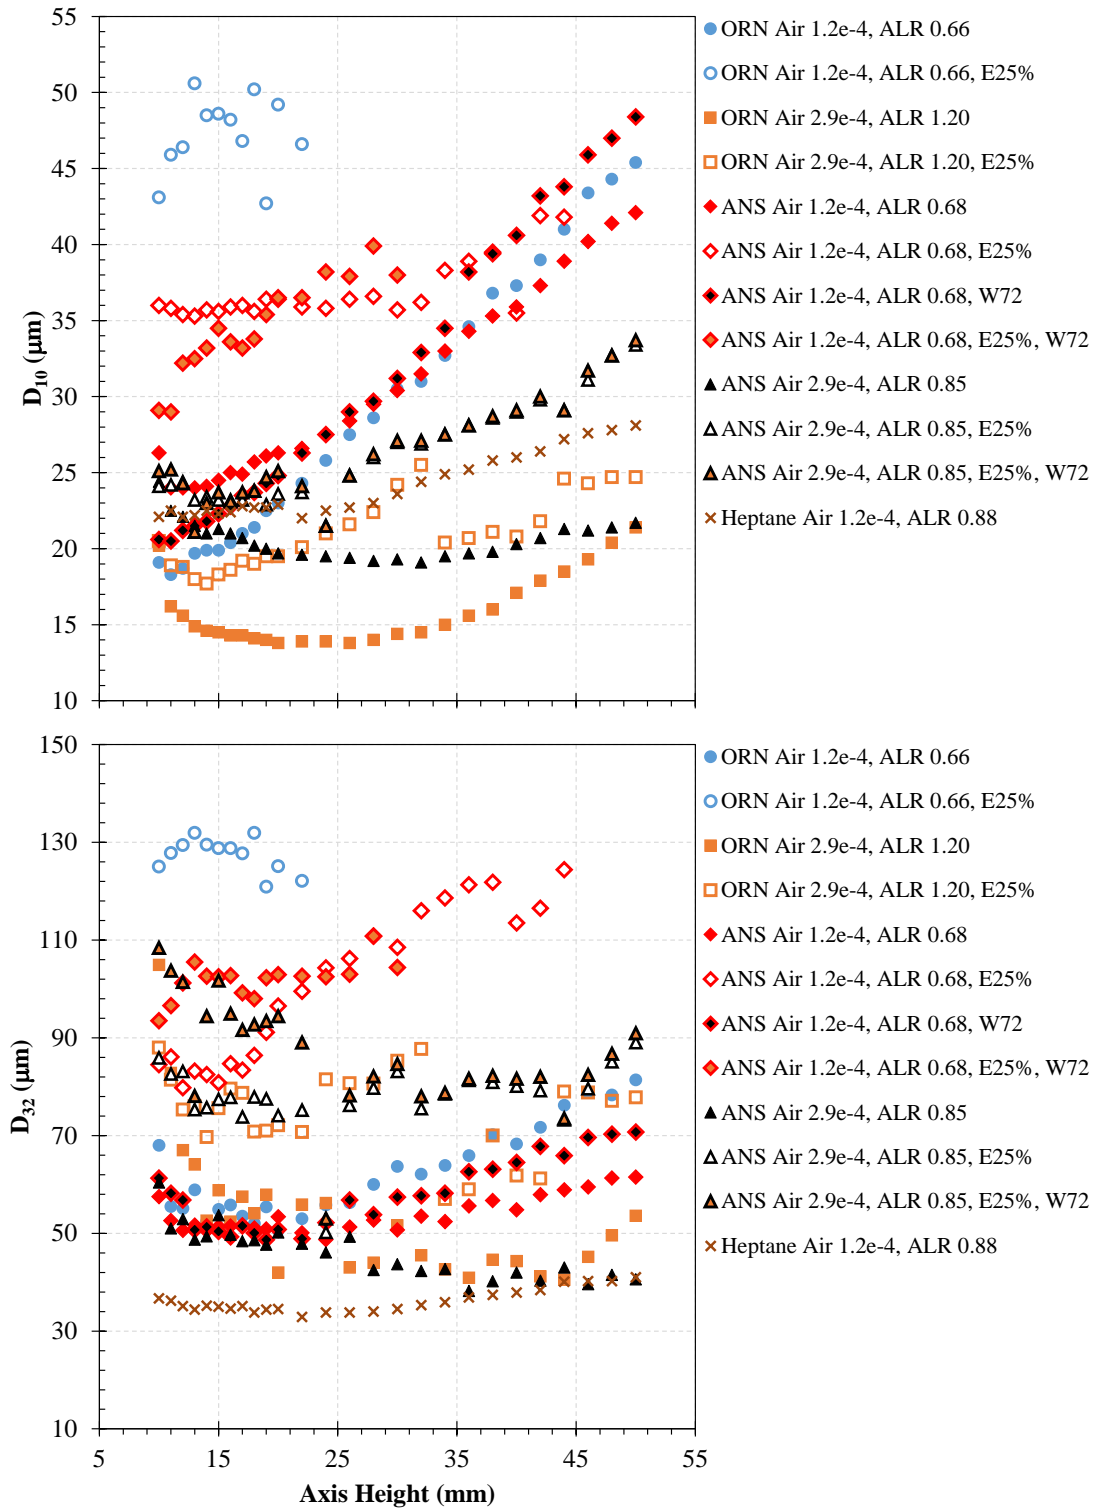 55
50
45
40
35
30
25
20
15
10
D10 (μm)
ORN Air 1.2e-4, ALR 0.66
ORN Air 1.2e-4, ALR 0.66, E25%
ORN Air 2.9e-4, ALR 1.20
ORN Air 2.9e-4, ALR 1.20, E25%
ANS Air 1.2e-4, ALR 0.68
ANS Air 1.2e-4, ALR 0.68, E25%
ANS Air 1.2e-4, ALR 0.68, W72
ANS Air 1.2e-4, ALR 0.68, E25%, W72
ANS Air 2.9e-4, ALR 0.85
ANS Air 2.9e-4, ALR 0.85, E25%
ANS Air 2.9e-4, ALR 0.85, E25%, W72
Heptane Air 1.2e-4, ALR 0.88
150
130
110
90
70
50
30
10
D32 (μm)
5 15 25 35 45 55
Axis Height (mm)
ORN Air 1.2e-4, ALR 0.66
ORN Air 1.2e-4, ALR 0.66, E25%
ORN Air 2.9e-4, ALR 1.20
ORN Air 2.9e-4, ALR 1.20, E25%
ANS Air 1.2e-4, ALR 0.68
ANS Air 1.2e-4, ALR 0.68, E25%
ANS Air 1.2e-4, ALR 0.68, W72
ANS Air 1.2e-4, ALR 0.68, E25%, W72
ANS Air 2.9e-4, ALR 0.85
ANS Air 2.9e-4, ALR 0.85, E25%
ANS Air 2.9e-4, ALR 0.85, E25%, W72
Heptane Air 1.2e-4, ALR 0.88